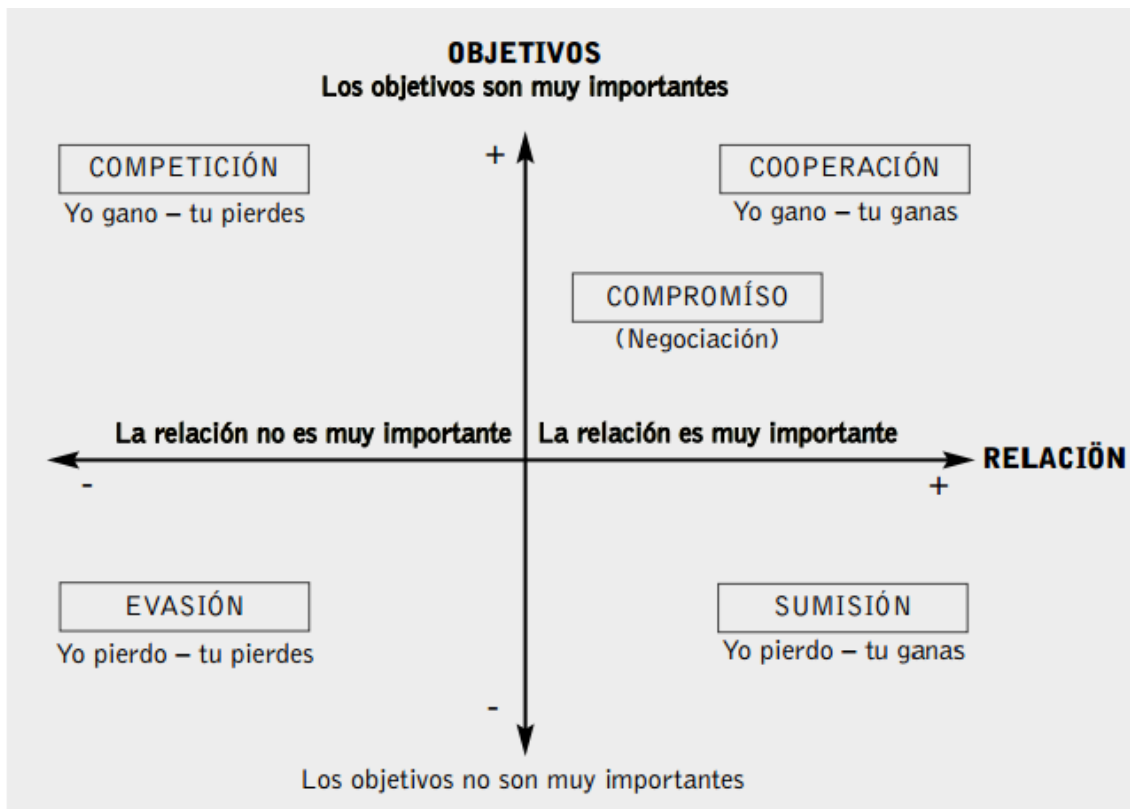 OBJETIVOS
Los objetivos son muy importantes
COMPETICIÓN
Yo gano – tu pierdes
+
COOPERACIÓN
Yo gano – tu ganas
COMPROMÍSO
(Negociación)
La relación no es muy importante
La relación es muy importante
RELACIÖN
-
+
EVASIÓN
Yo pierdo – tu pierdes
SUMISIÓN
Yo pierdo – tu ganas
-
Los objetivos no son muy importantes